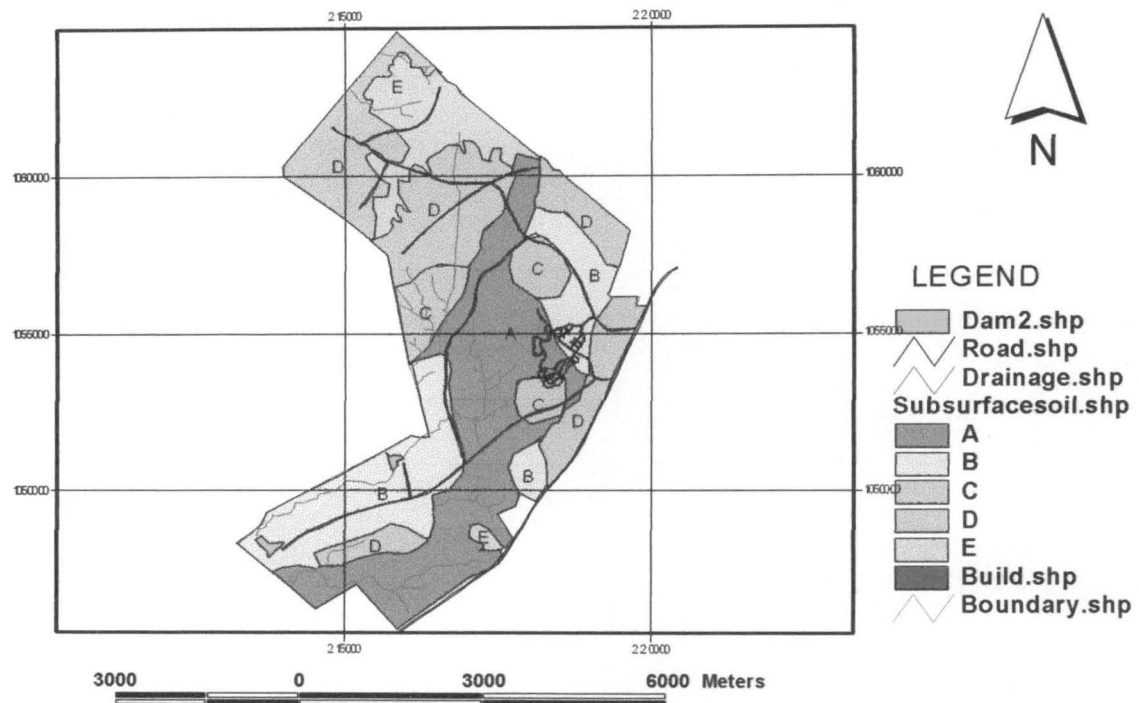 215000 220000
E
N
1060000 D 1060000
D D
C B
LEGEND
C
Dam2.shp
1055000 A 1055000
Road.shp
Drainage.shp
C
Subsurfacesoil.shp
D
A
B
B
1050000 B 1050000
C
D
D E
E
Build.shp
Boundary.shp
215000 220000
3000 0 3000 6000 Meters